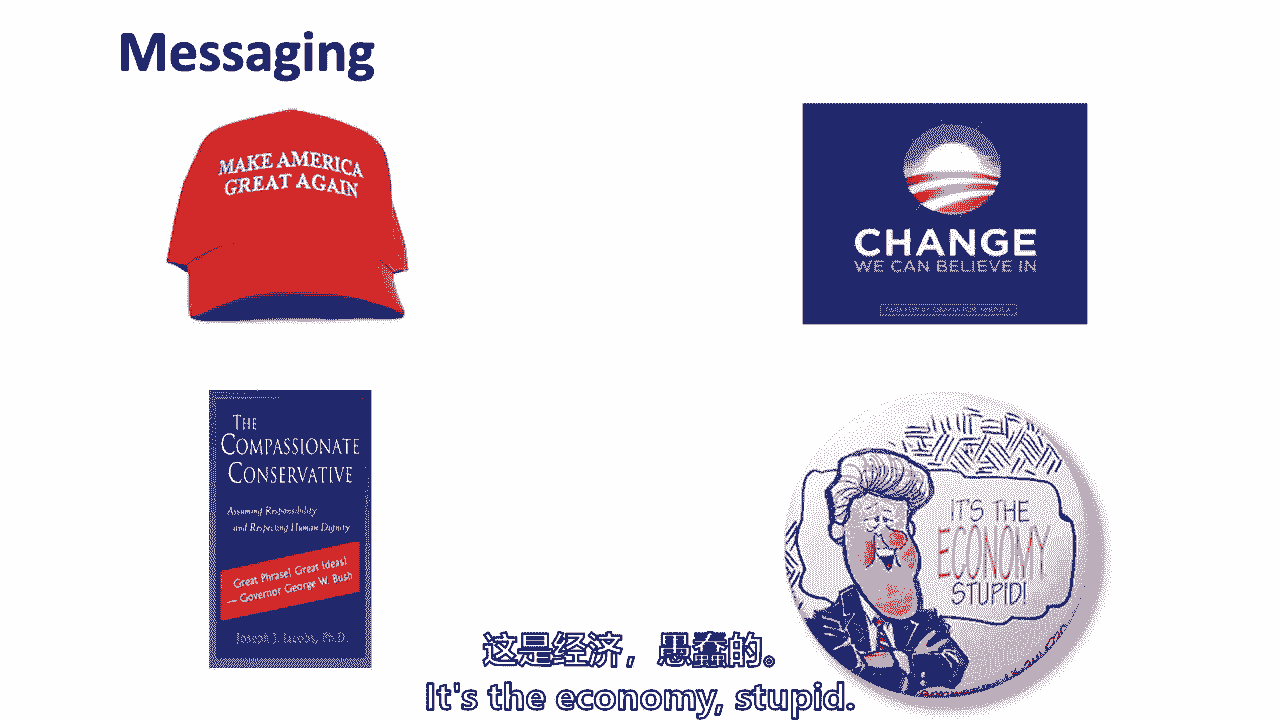 Messaging
MAKE AMERICA
GREAT AGAIN
CHANGE
WE CAN BELIEVE IN
THE
COMPASSIONATE
CONSERVATIVE
Assuming Responsibility
and Respecting Human Dignity
Great Phrase! Great Ideas!
— Governor George W. Bush
Joseph J. Jacobs, Ph.D.
IT'S THE
ECONOMY
STUPID!
这是经济，愚蠢的。
It's the economy, stupid.